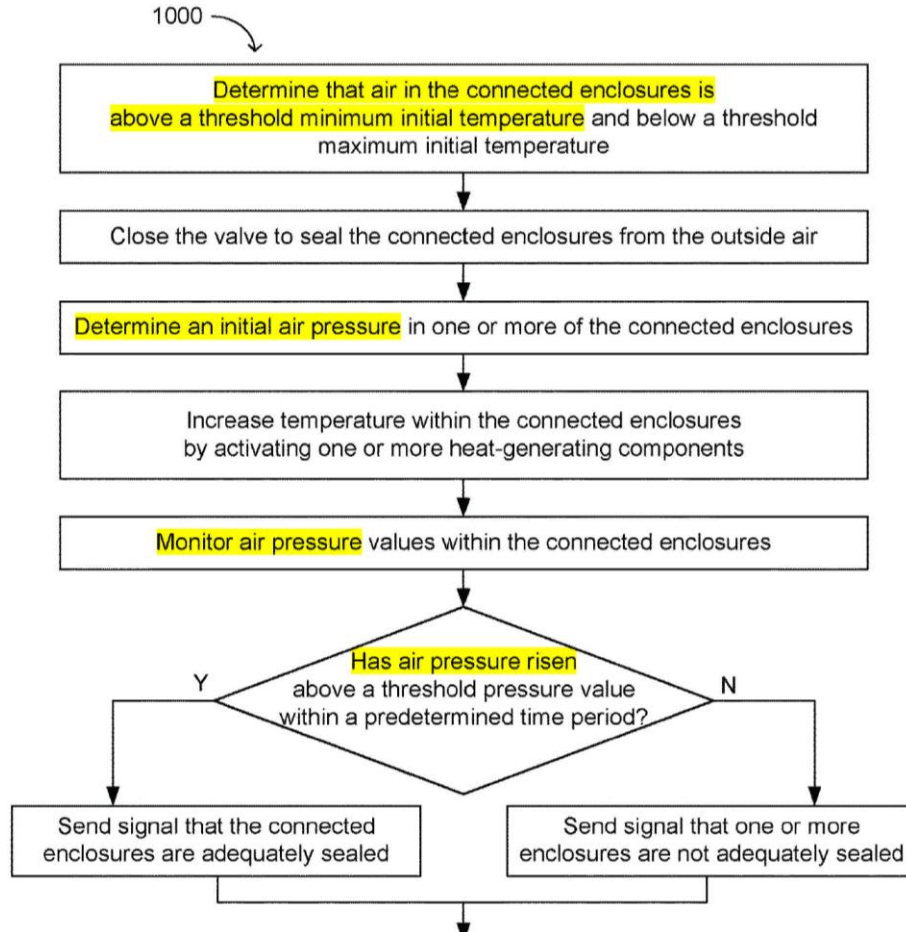 1000
Determine that air in the connected enclosures is
above a threshold minimum initial temperature and below a threshold
maximum initial temperature
Close the valve to seal the connected enclosures from the outside air
Determine an initial air pressure in one or more of the connected enclosures
Increase temperature within the connected enclosures
by activating one or more heat-generating components
Monitor air pressure values within the connected enclosures
Has air pressure risen
above a threshold pressure value
within a predetermined time period?
Y
N
Send signal that the connected
enclosures are adequately sealed
Send signal that one or more
enclosures are not adequately sealed